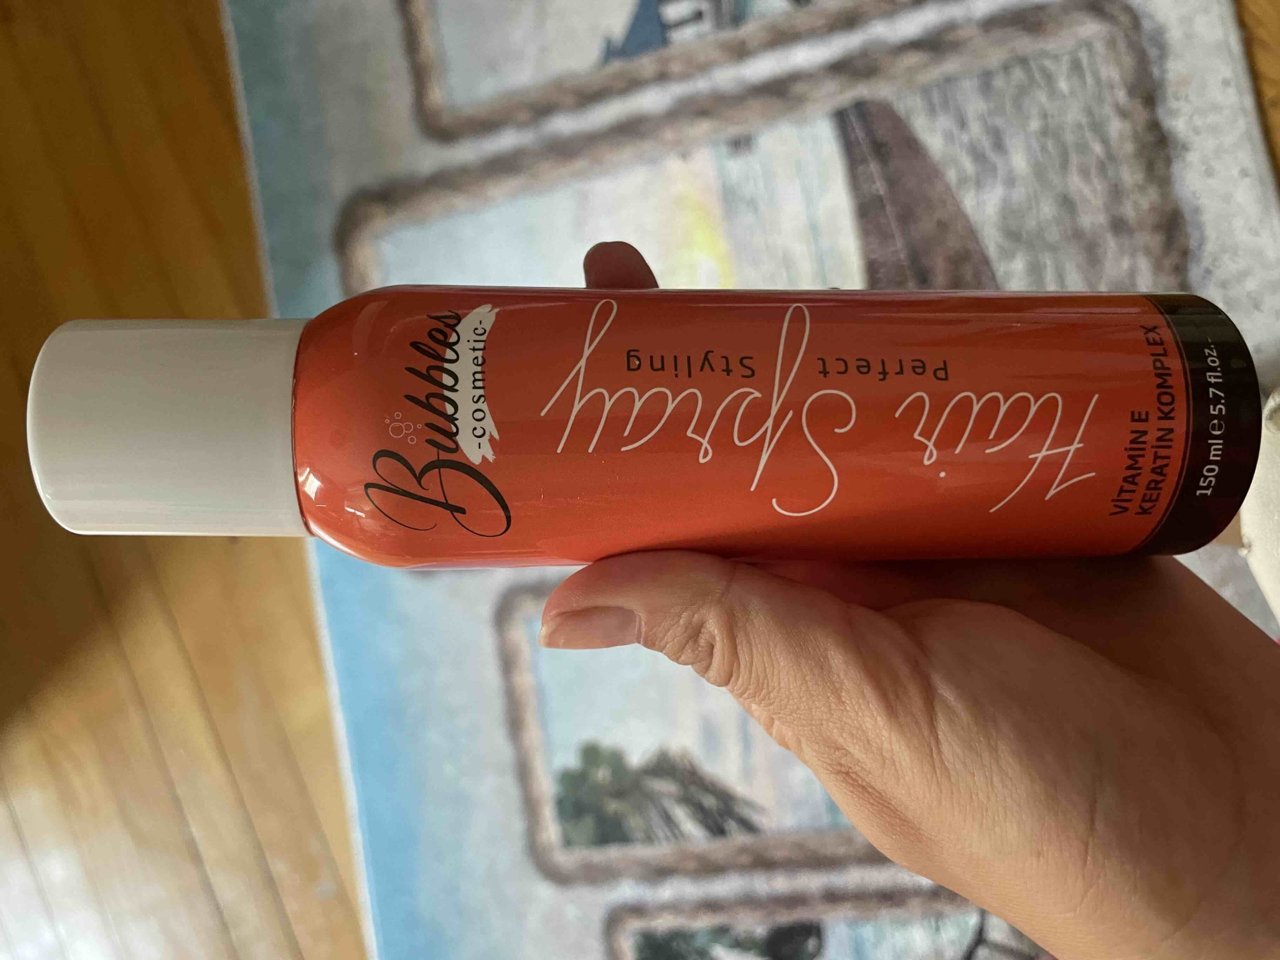 Bubbles
-cosmetic-
Hair Spray
Perfect Styling
VİTAMİN E
KERATİN KOMPLEX
150 ml e 5.7 fl.oz.